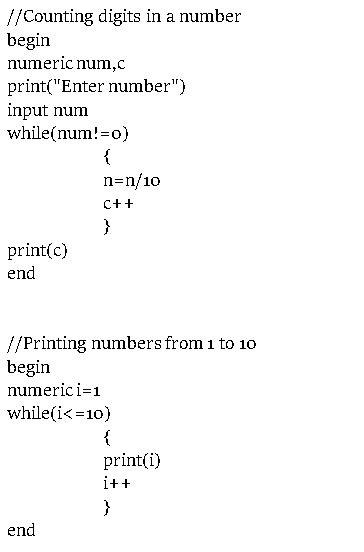 //Counting digits in a number
begin
numeric num,c
print("Enter number")
input num
while(num!=0)
{
n=n/10
c++
}
print(c)
end
//Printing numbers from 1 to 10
begin
numeric i=1
while(i<=10)
{
print(i)
i++
}
end